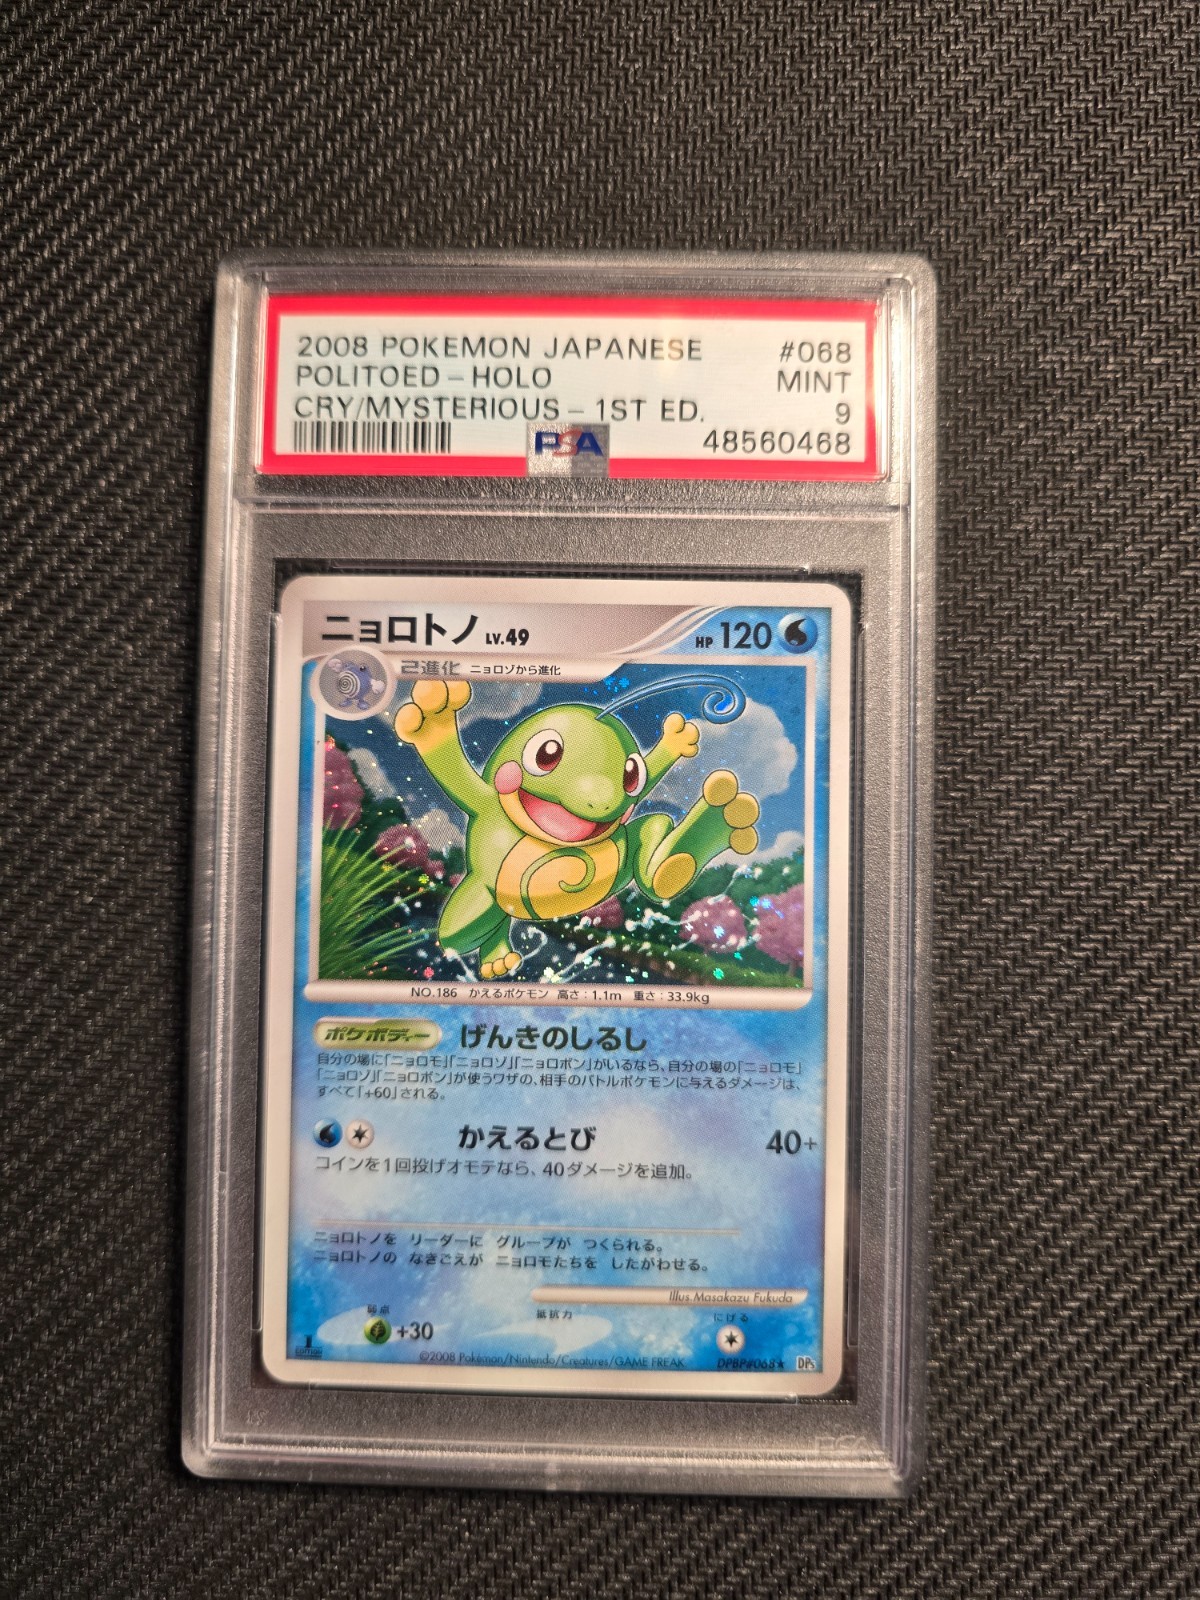 2008 POKEMON JAPANESE #068
POLITOED - HOLO MINT
CRY/MYSTERIOUS - 1ST ED. 9
PSA 48560468
ニョロトノ LV.49 HP 120
2進化 ニョロゾから進化
NO.186 かえるポケモン 高さ:1.1m 重さ:33.9kg
ポケボディー げんきのしるし
自分の場に「ニョロモ」「ニョロゾ」「ニョロボン」がいるなら、自分の場の「ニョロモ」
「ニョロゾ」「ニョロボン」が使うワザの、相手のバトルポケモンに与えるダメージは、
すべて「+60」される。
かえるとび 40+
コインを1回投げオモテなら、40ダメージを追加。
ニョロトノを リーダーに グループが つくられる。
ニョロトノの なきごえが ニョロモたちを したがわせる。
Illus. Masakazu Fukuda
弱点 抵抗力 にげる
+30
1 EDITION ©2008 Pokémon/Nintendo/Creatures/GAME FREAK DPBP#068★ DPs
PSA